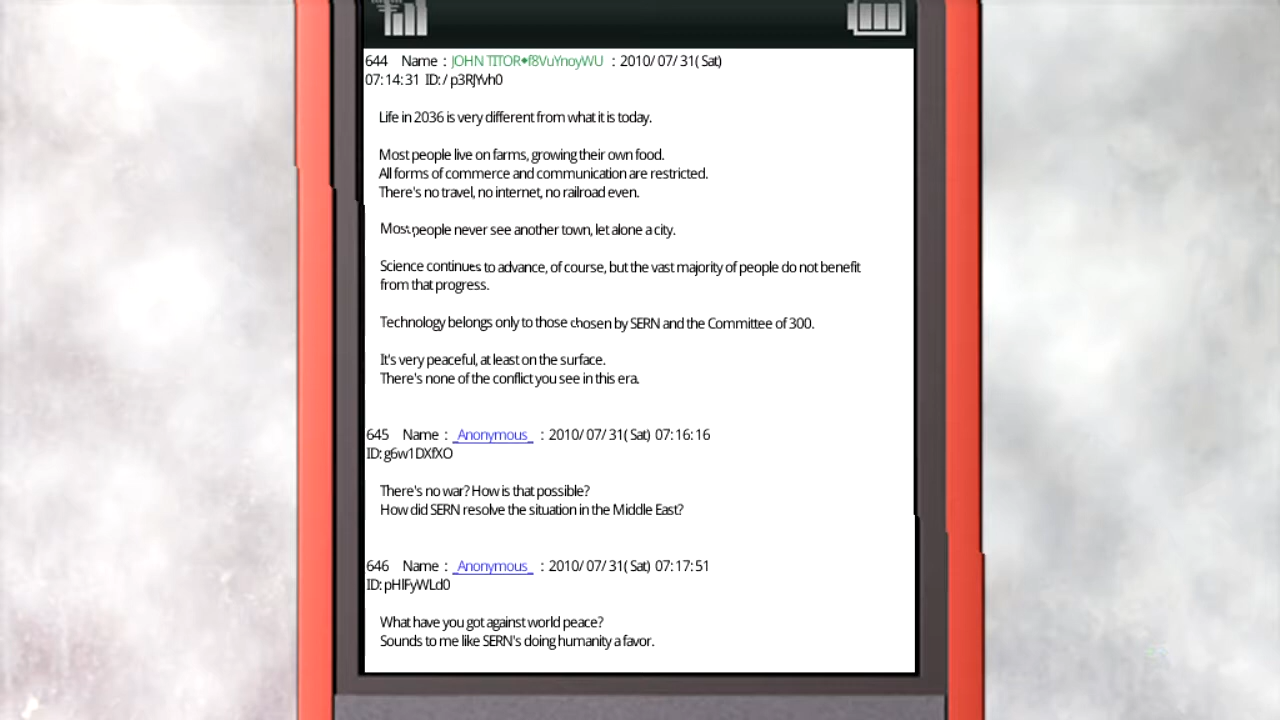 644 Name : JOHN TITOR◆f8VuYnoyWU : 2010/07/31(Sat)
07:14:31 ID:/p3RJYvh0
Life in 2036 is very different from what it is today.
Most people live on farms, growing their own food.
All forms of commerce and communication are restricted.
There's no travel, no internet, no railroad even.
Most people never see another town, let alone a city.
Science continues to advance, of course, but the vast majority of people do not benefit
from that progress.
Technology belongs only to those chosen by SERN and the Committee of 300.
It's very peaceful, at least on the surface.
There's none of the conflict you see in this era.
645 Name : _Anonymous_ : 2010/07/31(Sat) 07:16:16
ID:g6w1DXfXO
There's no war? How is that possible?
How did SERN resolve the situation in the Middle East?
646 Name : _Anonymous_ : 2010/07/31(Sat) 07:17:51
ID:pHlFyWLd0
What have you got against world peace?
Sounds to me like SERN's doing humanity a favor.